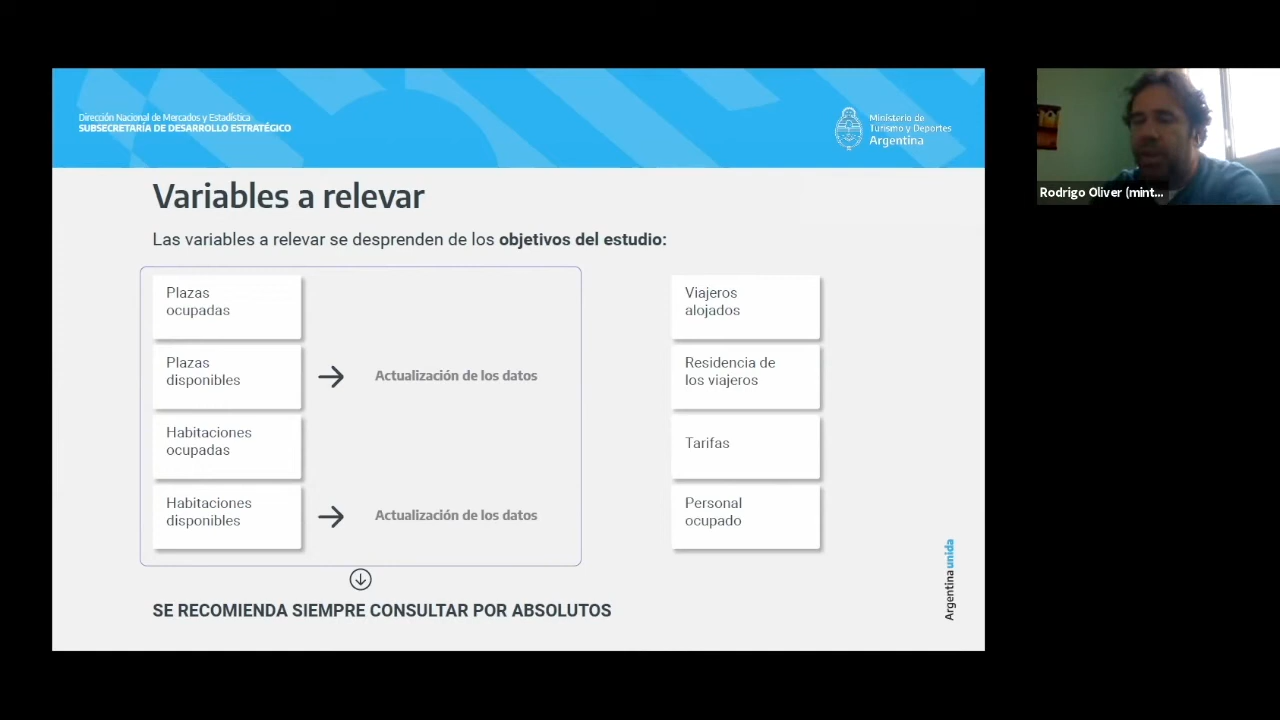 Dirección Nacional de Mercados y Estadística
SUBSECRETARÍA DE DESARROLLO ESTRATÉGICO
Ministerio de
Turismo y Deportes
Argentina
Variables a relevar
Las variables a relevar se desprenden de los objetivos del estudio:
Plazas
ocupadas
Plazas
disponibles
Actualización de los datos
Habitaciones
ocupadas
Habitaciones
disponibles
Actualización de los datos
Viajeros
alojados
Residencia de
los viajeros
Tarifas
Personal
ocupado
SE RECOMIENDA SIEMPRE CONSULTAR POR ABSOLUTOS
Argentina unida
Rodrigo Oliver (mint...